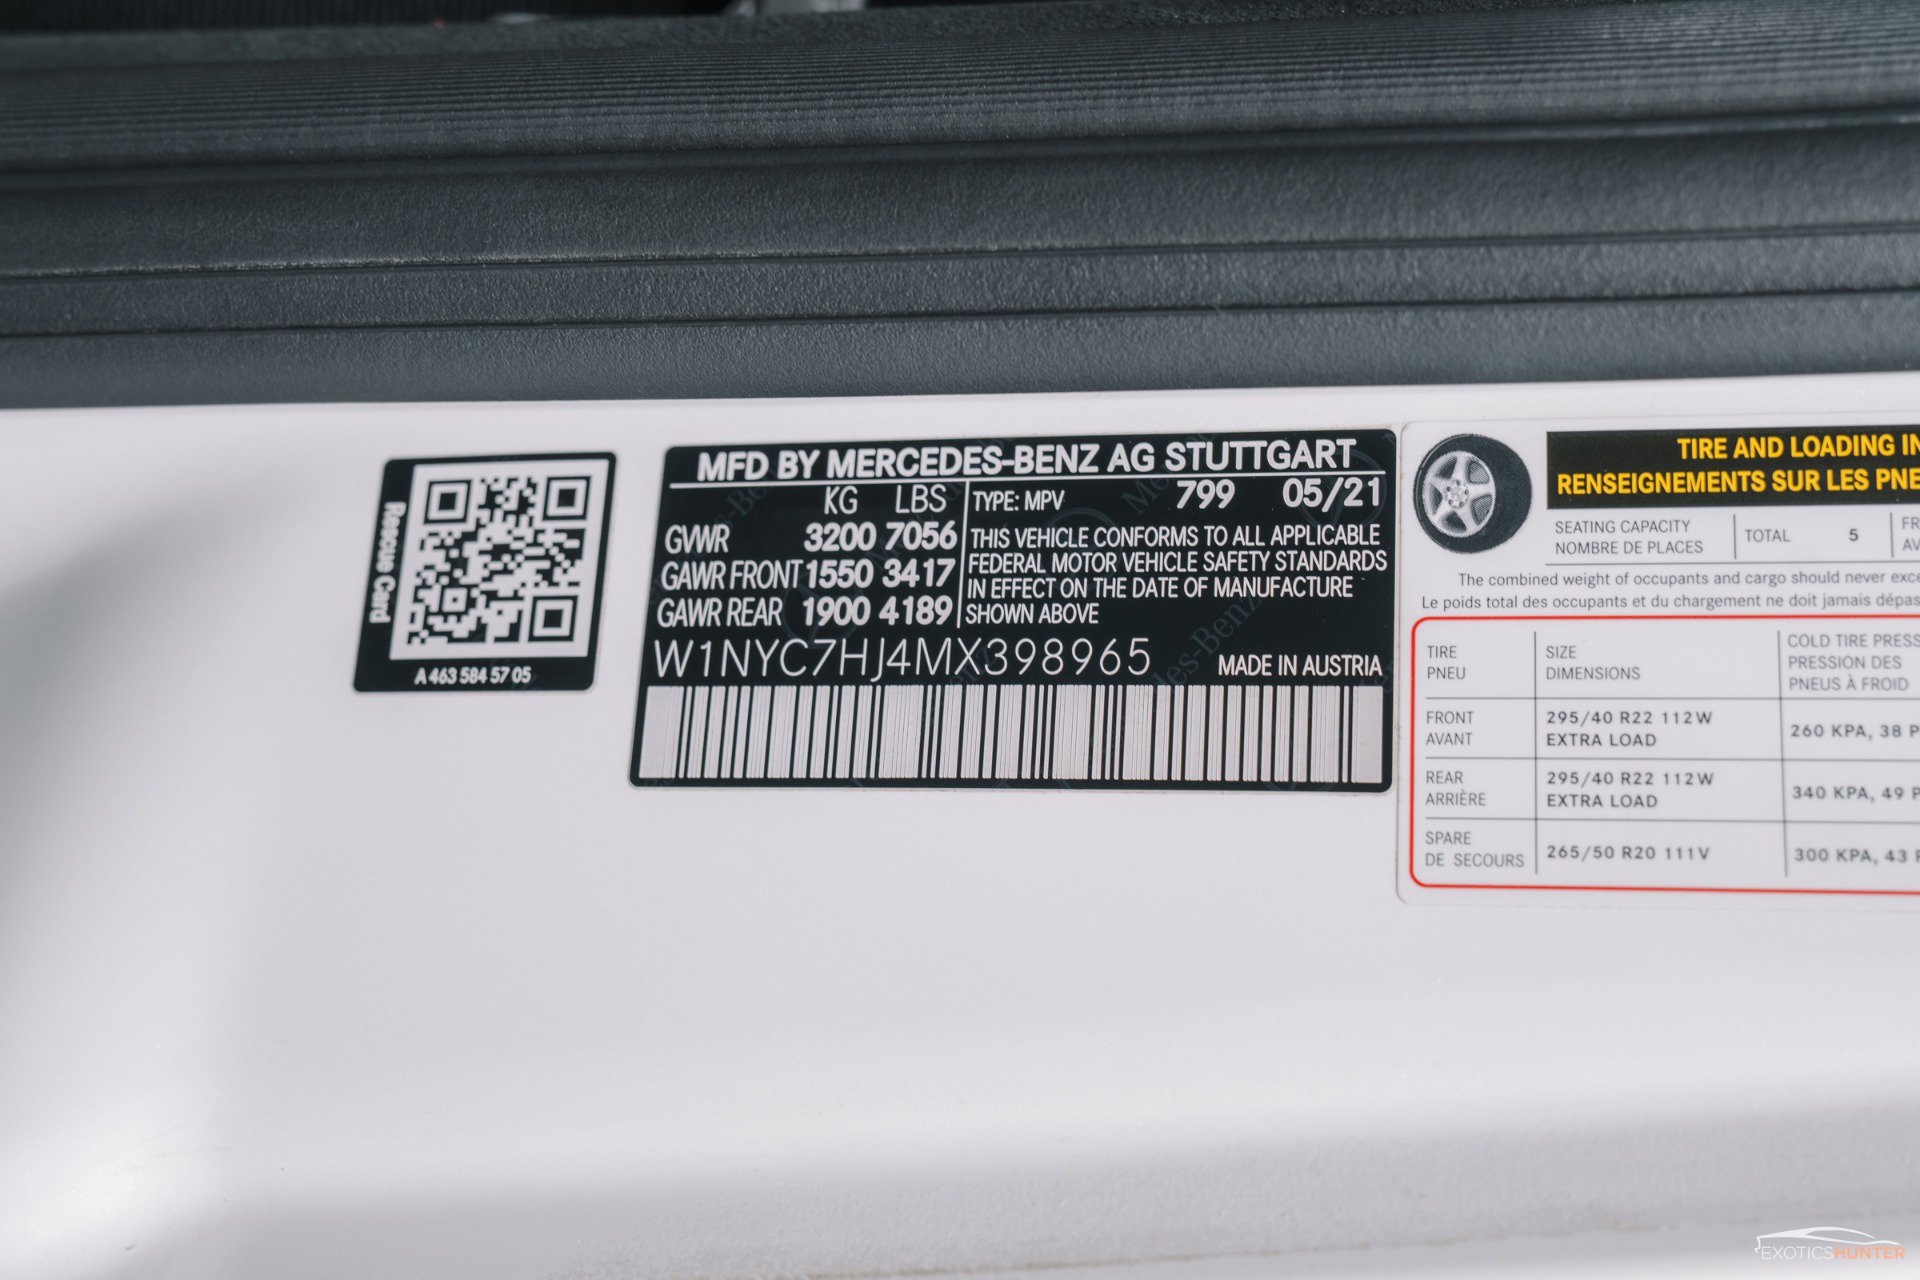 Rescue Card
A 463 584 57 05
MFD BY MERCEDES-BENZ AG STUTTGART
KG LBS
GVWR 3200 7056
GAWR FRONT 1550 3417
GAWR REAR 1900 4189
TYPE: MPV 799 05/21
THIS VEHICLE CONFORMS TO ALL APPLICABLE
FEDERAL MOTOR VEHICLE SAFETY STANDARDS
IN EFFECT ON THE DATE OF MANUFACTURE
SHOWN ABOVE
W1NYC7HJ4MX398965
MADE IN AUSTRIA
TIRE AND LOADING IN
RENSEIGNEMENTS SUR LES PNE
SEATING CAPACITY
NOMBRE DE PLACES
TOTAL 5
FR
AV
The combined weight of occupants and cargo should never exce
Le poids total des occupants et du chargement ne doit jamais dépas
TIRE
PNEU
SIZE
DIMENSIONS
COLD TIRE PRESS
PRESSION DES
PNEUS À FROID
FRONT
AVANT
295/40 R22 112W
EXTRA LOAD
260 KPA, 38 P
REAR
ARRIÈRE
295/40 R22 112W
EXTRA LOAD
340 KPA, 49 P
SPARE
DE SECOURS
265/50 R20 111V
300 KPA, 43 P
EXOTICSHUNTER